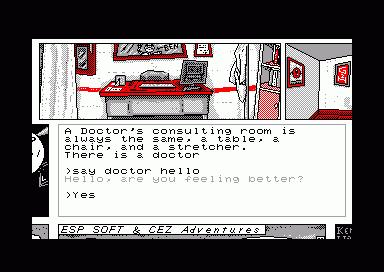 A Doctor's consulting room is
always the same, a table, a
chair, and a stretcher.
There is a doctor
>say doctor hello
Hello, are you feeling better?
>Yes
ESP SOFT & CEZ Adventures